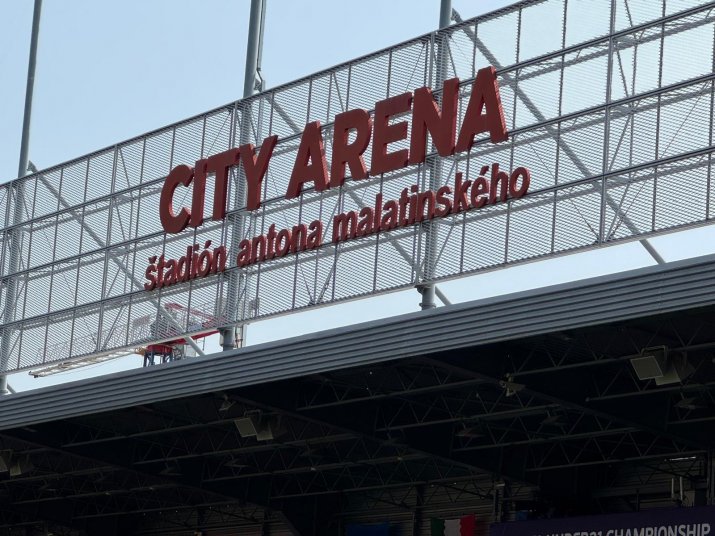 CITY ARENA
štadión antona malatinského
UNDER21 CHAMPIONSHIP